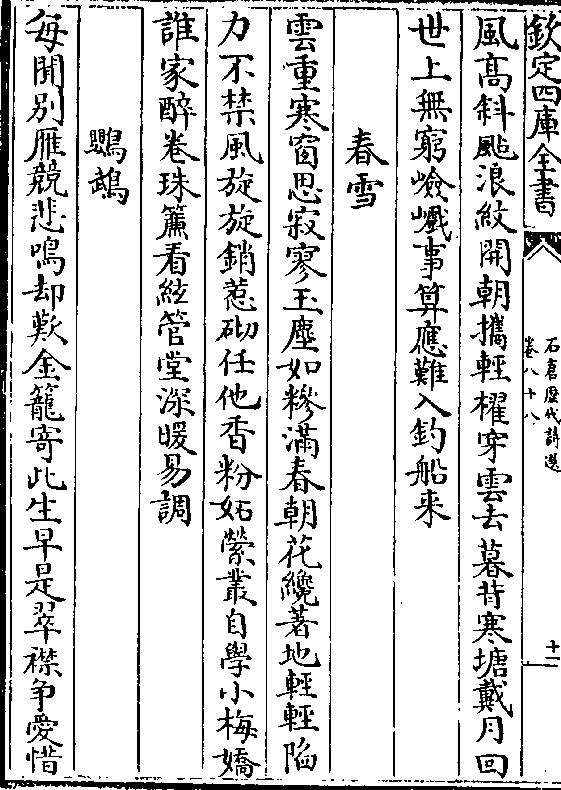 欽定四庫全書
石倉歷代詩選
卷八十八
十一
風髙斜颭浪紋開朝攜輕櫂穿雲去暮背寒塘戴月回
世上無窮嶮巇事算應難入釣船来
春雪
雲重寒窗思寂寥玉塵如糝滿春朝花纔著地輕輕陷
力不禁風旋旋銷惹砌任他香粉妬縈叢自學小梅嬌
誰家醉卷珠簾看絃管堂深暖易調
鸚鵡
每聞别雁競悲鳴却歎金籠寄此生早是翠襟争愛惜